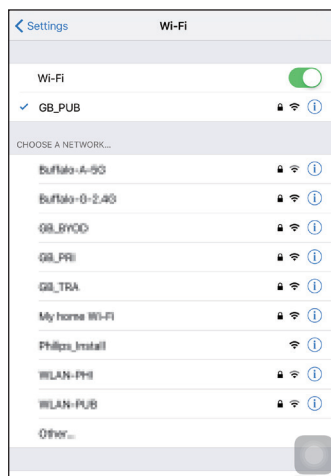 Settings
Wi-Fi
Wi-Fi
GB_PUB
CHOOSE A NETWORK...
Buffalo-A-5G
Buffalo-G-2.4G
GB_BYOD
GB_PRI
GB_TRA
My home Wi-Fi
Philips_Install
WLAN-PHI
WLAN-PUB
Other...